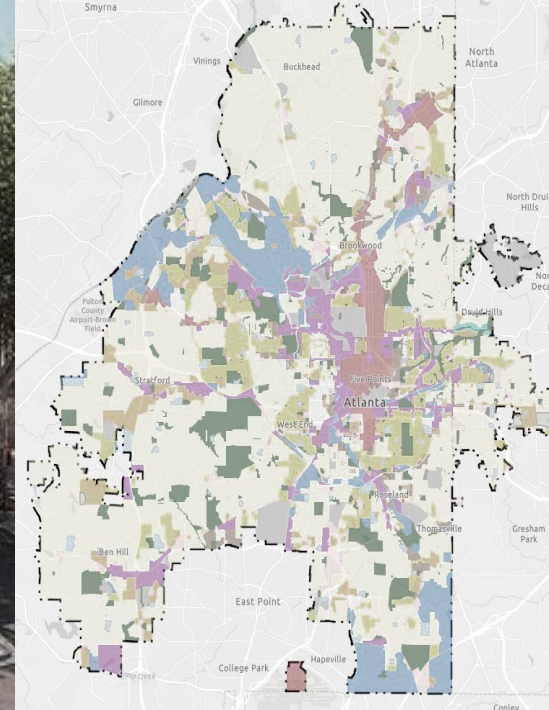 Smyrna
North
Atlanta
Vinings
Buckhead
Gilmore
North Druid
Hills
Brookwood
Fulton
County
Airport-Brown
Field
Druid Hills
Stratford
Five Points
Atlanta
West End
Roseland
Thomasville
Gresham
Park
Ben Hill
East Point
College Park
Hapeville
Conley